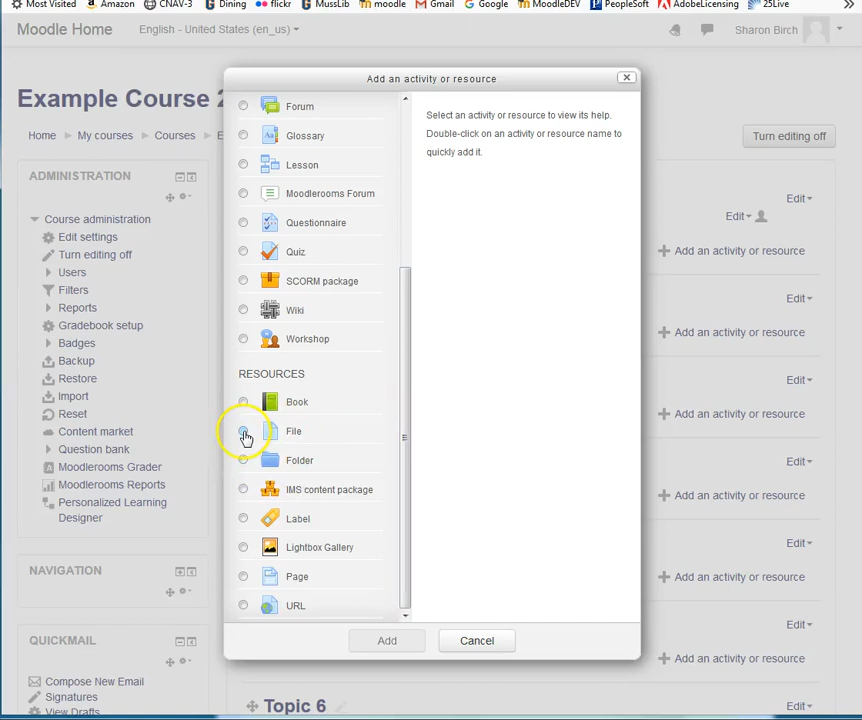 Most Visited Amazon CNAV-3 Dining flickr MussLib moodle Gmail Google MoodleDEV PeopleSoft AdobeLicensing 25Live
Moodle Home English - United States (en_us) Sharon Birch
Add an activity or resource
Example Course 2
Home My courses Courses E
Turn editing off
Forum
Glossary
Lesson
Moodlerooms Forum
Questionnaire
Quiz
SCORM package
Wiki
Workshop
RESOURCES
Book
File
Folder
IMS content package
Label
Lightbox Gallery
Page
URL
Select an activity or resource to view its help.
Double-click on an activity or resource name to
quickly add it.
Add Cancel
ADMINISTRATION
Course administration
Edit settings
Turn editing off
Users
Filters
Reports
Gradebook setup
Badges
Backup
Restore
Import
Reset
Content market
Question bank
Moodlerooms Grader
Moodlerooms Reports
Personalized Learning
Designer
NAVIGATION
QUICKMAIL
Compose New Email
Signatures
View Drafts
Edit
Edit
Add an activity or resource
Edit
Add an activity or resource
Edit
Add an activity or resource
Edit
Add an activity or resource
Edit
Add an activity or resource
Edit
Add an activity or resource
Topic 6
Edit